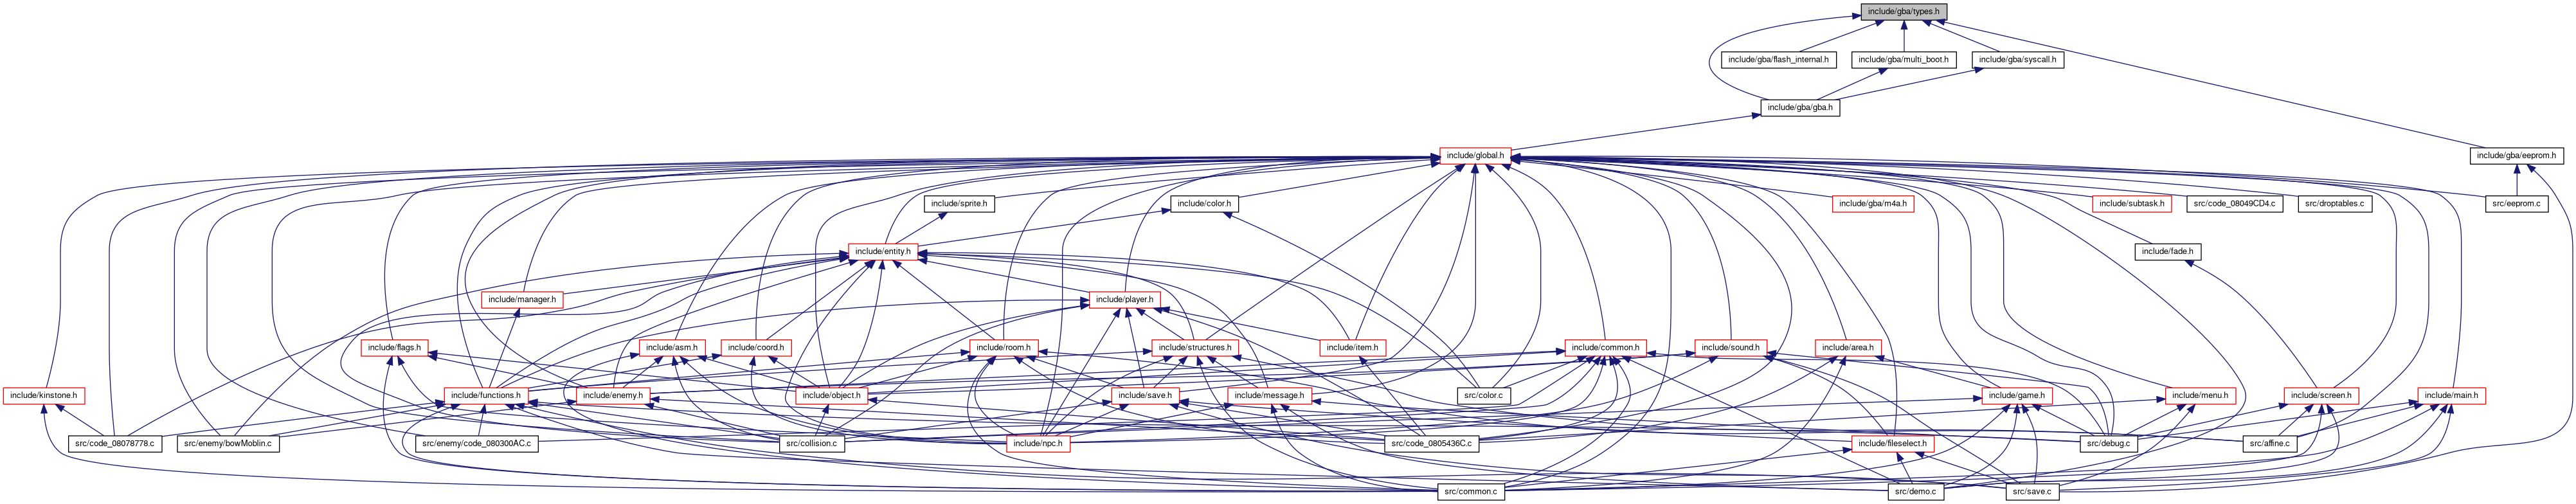 include/gba/types.h
include/gba/flash_internal.h
include/gba/multi_boot.h
include/gba/syscall.h
include/gba/gba.h
include/global.h
include/gba/eeprom.h
include/sprite.h
include/color.h
include/gba/m4a.h
include/subtask.h
src/code_08049CD4.c
src/droptables.c
src/eeprom.c
include/entity.h
include/fade.h
include/manager.h
include/player.h
include/flags.h
include/asm.h
include/coord.h
include/room.h
include/structures.h
include/item.h
include/common.h
include/sound.h
include/area.h
include/kinstone.h
include/functions.h
include/enemy.h
include/object.h
include/save.h
include/message.h
src/color.c
include/game.h
include/menu.h
include/screen.h
include/main.h
src/code_08078778.c
src/enemy/bowMoblin.c
src/enemy/code_080300AC.c
src/collision.c
include/npc.h
src/code_0805436C.c
include/fileselect.h
src/debug.c
src/affine.c
src/common.c
src/demo.c
src/save.c